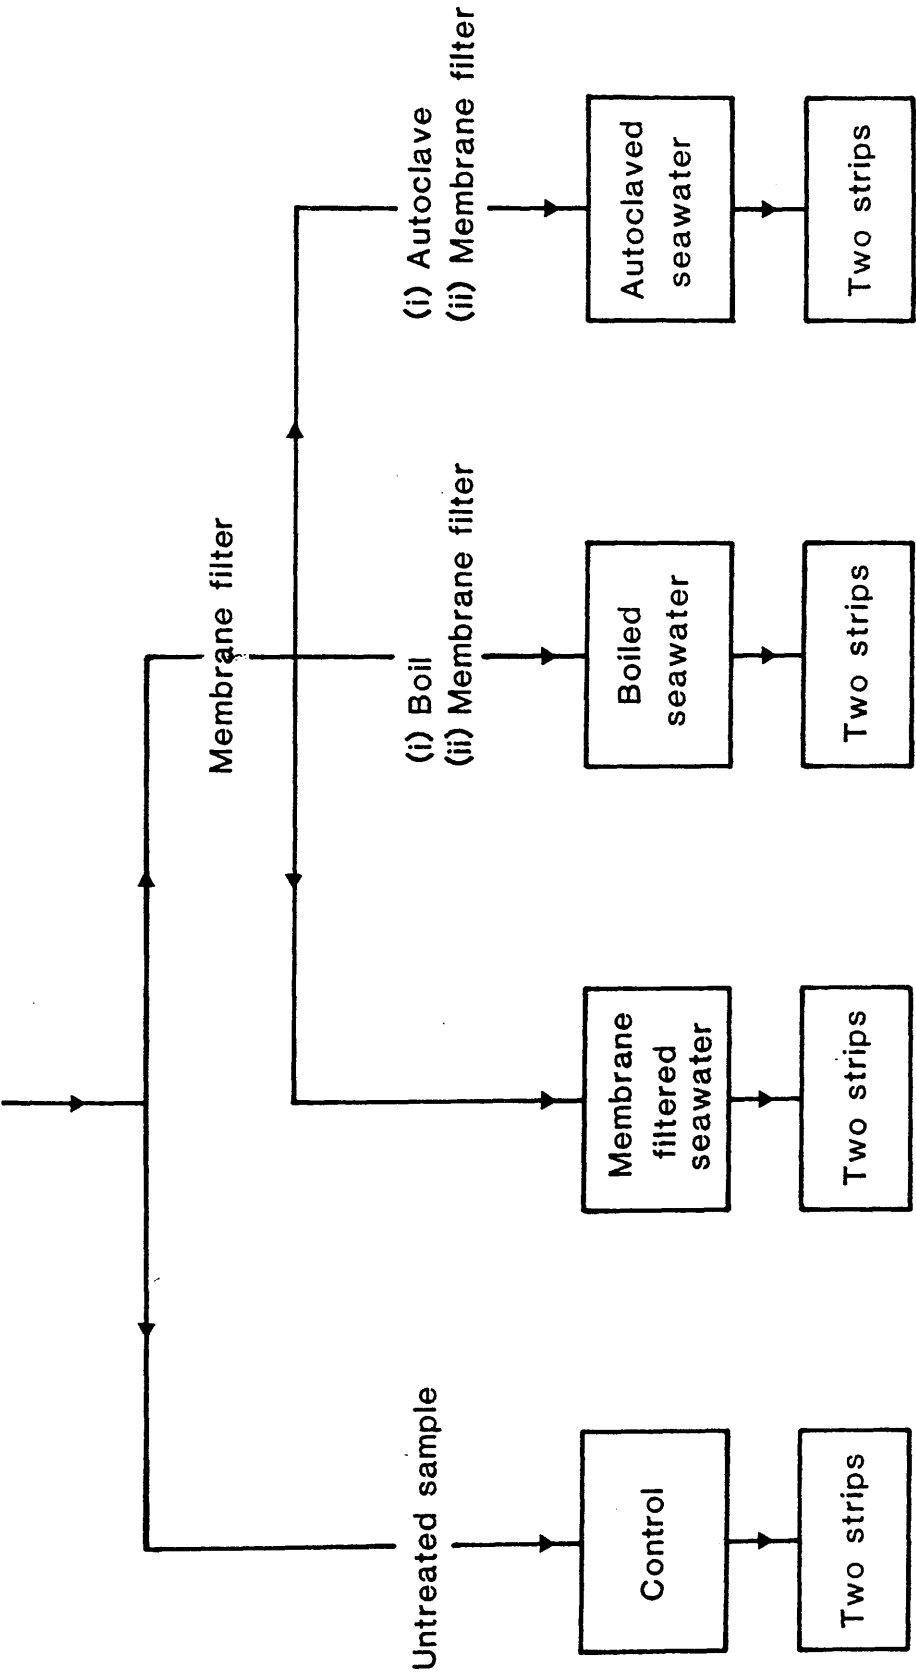 Membrane filter
Untreated sample
(i) Boil
(ii) Membrane filter
(i) Autoclave
(ii) Membrane filter
Control
Membrane
filtered
seawater
Boiled
seawater
Autoclaved
seawater
Two strips
Two strips
Two strips
Two strips